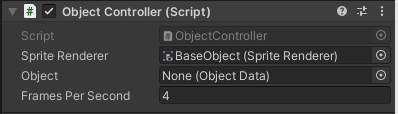 Object Controller (Script)
Script ObjectController
Sprite Renderer BaseObject (Sprite Renderer)
Object None (Object Data)
Frames Per Second 4